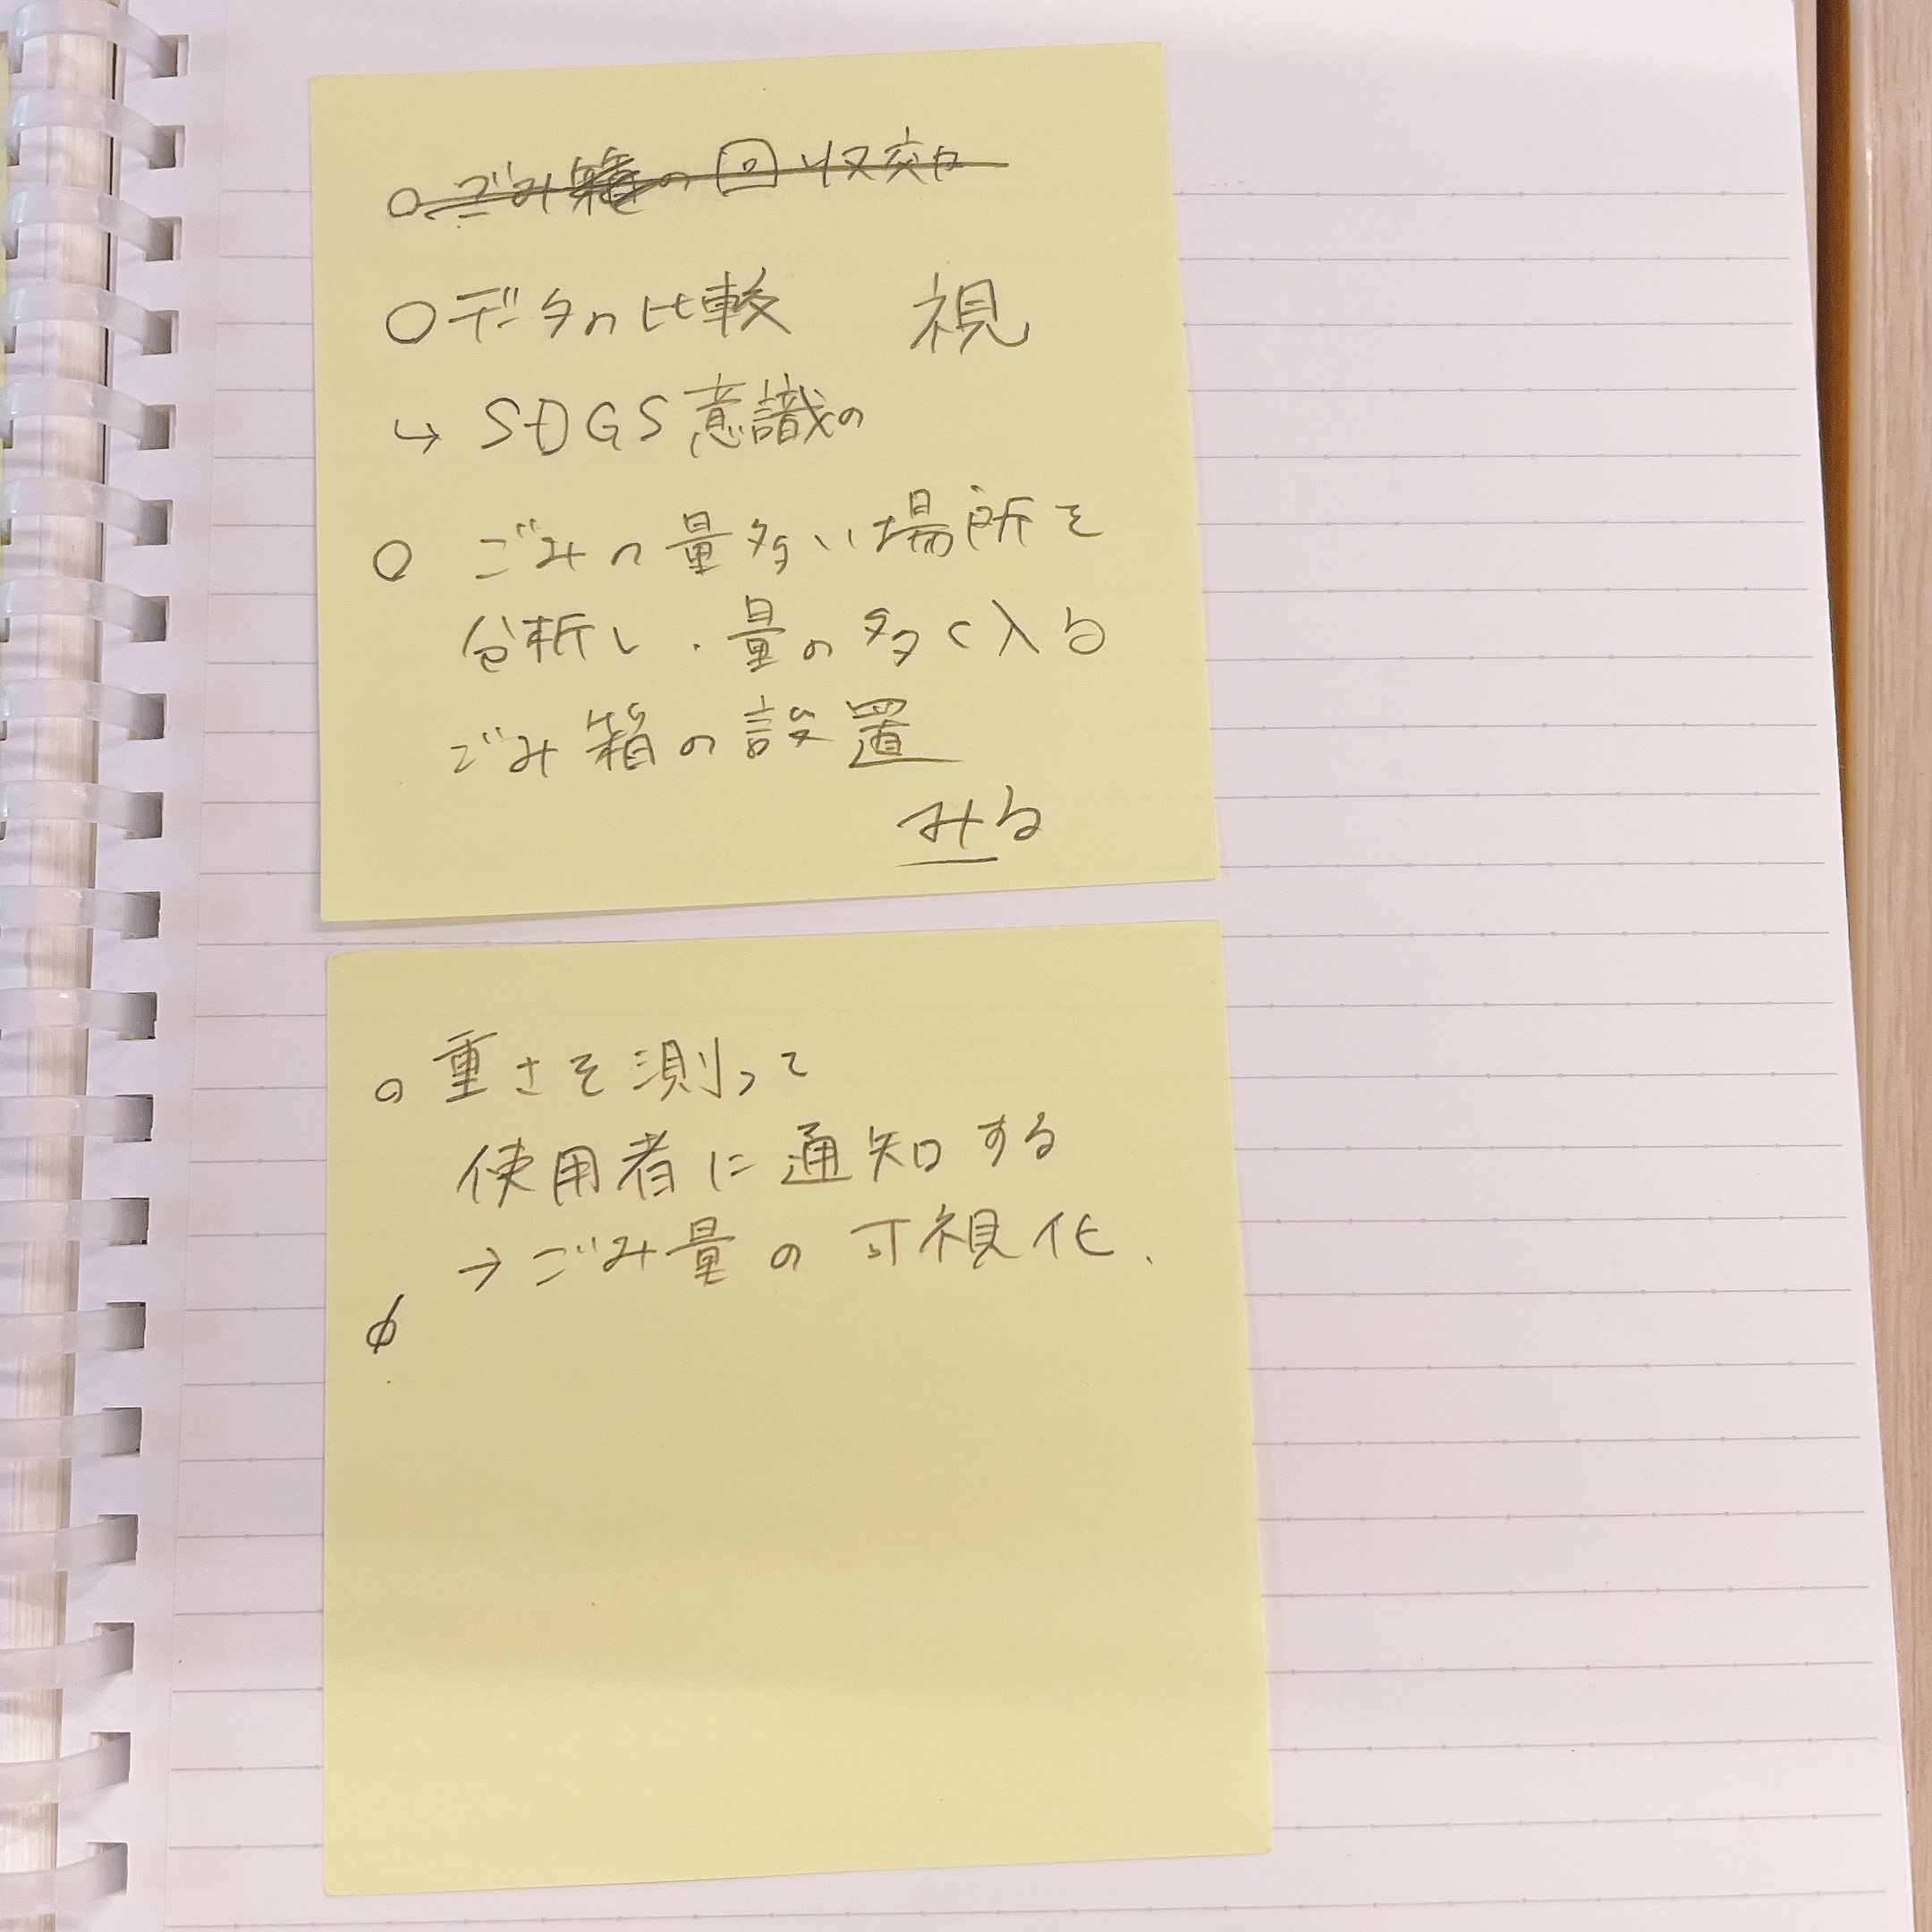 ○ごみ箱の回収効
○データの比較 視
↪ SDGS意識の
○ ごみの量多い場所を
分析し、量の多く入る
ごみ箱の設置
みる
○重さを測って
使用者に通知する
→ごみ量の可視化、